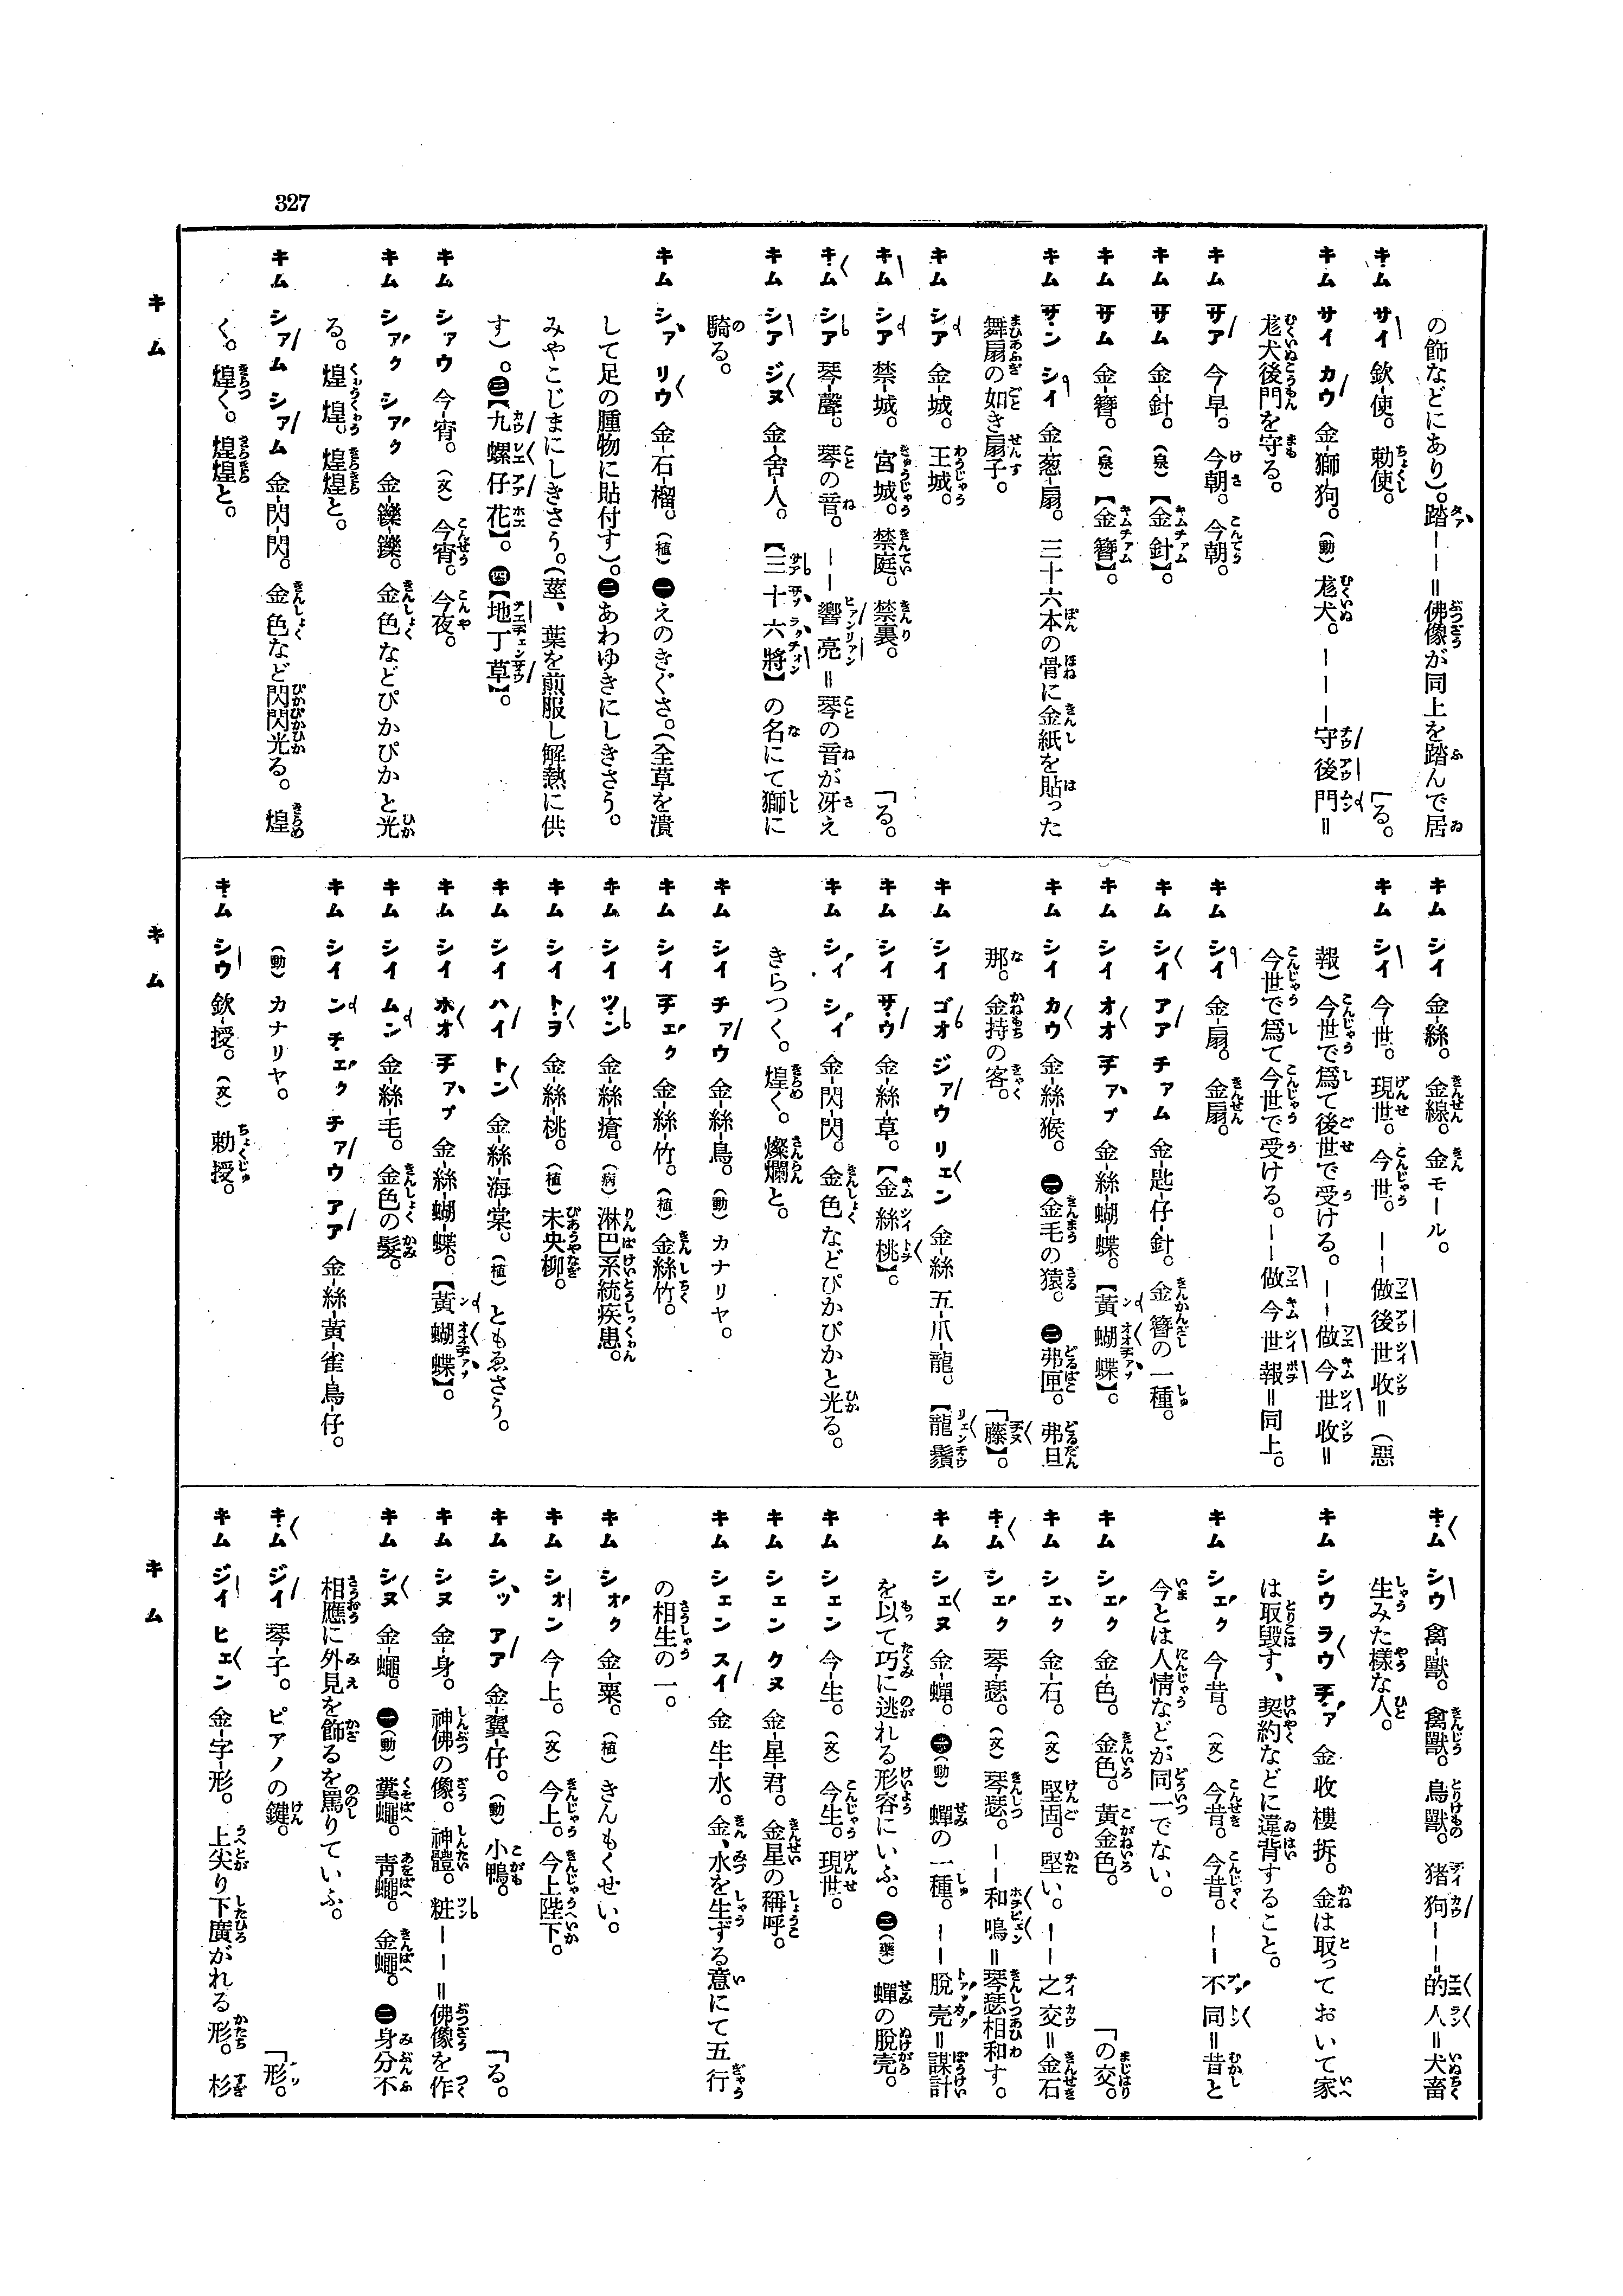 327
の飾などにあり)。踏－－＝佛像が同上を踏んで居
キム サイ 欽-使。勅使。 「る。
キム サイ カウ 金-獅-狗。(動) 尨犬。－－－守後門＝
尨犬後門を守る。
キム サア 今-早。今朝。今朝。
キム サム 金-針。(泉)【金針】。
キム サム 金-簪。(泉)【金簪】。
キム サン シイ 金-葱-扇。三十六本の骨に金紙を貼った
舞扇の如き扇子。
キム シア 金-城。王城。
キム シア 禁-城。宮城。禁庭。禁裏。 「る。
キム シア 琴-聲。琴の音。－－響亮＝琴の音が冴え
キム シア ジヌ 金-舍-人。【三十六將】の名にて獅に
騎る。
キム シァ リウ 金-石-榴。(植) ㊀えのきぐさ。(全草を潰
して足の腫物に貼付す)。㊁あわゆきにしきさう。
みやこじまにしきさう。(莖、葉を煎服し解熱に供
す)。㊂【九螺仔花】。㊃【地丁草】。
キム シァウ 今-宵。(文) 今宵。今夜。
キム シァク シァク 金-鑠-鑠。金色などぴかぴかと光
る。煌煌。煌煌と。
キム シァム シァム 金-閃-閃。金色など閃閃光る。煌
く。煌く。煌煌と。
キム
キム シイ 金-絲。金線。金モール。
キム シイ 今-世。現世。今世。－－做後世收＝(惡
報)今世で爲て後世で受ける。－－做今世收＝
今世で爲て今世で受ける。－－做今世報＝同上。
キム シイ 金-扇。金扇。
キム シイ アア チァム 金-匙-仔-針。金簪の一種。
キム シイ オオ チァプ 金-絲-蝴-蝶。【黃蝴蝶】。
キム シイ カウ 金-絲-猴。㊀金毛の猿。㊁弗匣。弗旦
那。金持の客。 「藤】。
キム シイ ゴオ ジァウ リェン 金-絲 五-爪-龍。【龍鬚
キム シイ サウ 金-絲-草。【金絲桃】。
キム シィ シィ 金-閃-閃。金色などぴかぴかと光る。
きらつく。煌く。燦爛と。
キム シイ チァウ 金-絲-鳥。(動) カナリヤ。
キム シイ チェク 金-絲-竹。(植) 金絲竹。
キム シイ ツン 金-絲-瘡。(病) 淋巴系統疾患。
キム シイ トヲ 金-絲-桃。(植) 未央柳。
キム シイ ハイ トン 金-絲-海-棠。(植) ともゑさう。
キム シイ ホオ チァプ 金-絲-蝴-蝶。【黃蝴蝶】。
キム シイ ムン 金-絲-毛。金色の髮。
キム シイ ンチェク チァウ アア 金-絲-黃-雀-鳥-仔。
(動) カナリヤ。
キム シウ 欽-授。(文) 勅授。
キム
キム シウ 禽-獸。禽獸。鳥獸。猪狗－－的人＝犬畜
生みた樣な人。
キム シウ ラウ チァ 金 收 樓 拆。金は取っておいて家
は取毀す、契約などに違背すること。
キム シェク 今-昔。(文) 今昔。今昔。－－不同＝昔と
今とは人情などが同一でない。
キム シェク 金-色。金色。黃金色。 「の交。
キム シェク 金-石。(文) 堅固。堅い。－－之交＝金石
キム シェク 琴-瑟。(文) 琴瑟。－－和鳴＝琴瑟相和す。
キム シェヌ 金-蟬。㊀(動) 蟬の一種。－－脫壳＝謀計
を以て巧に逃れる形容にいふ。㊁(藥) 蟬の脫壳。
キム シェン 今-生。(文) 今生。現世。
キム シェン クヌ 金-星-君。金星の稱呼。
キム シェン スイ 金 生-水。金、水を生ずる意にて五行
の相生の一。
キム シォク 金-粟。(植) きんもくせい。
キム シォン 今-上。(文) 今上。今上陛下。
キム シッ アア 金-翼-仔。(動) 小鴨。 「る。
キム シヌ 金-身。神佛の像。神體。粧－－＝佛像を作
キム シヌ 金-蠅。㊀(動) 糞蠅。靑蠅。金蠅。㊁身分不
相應に外見を飾るを罵りていふ。
キム ジイ 琴-子。ピアノの鍵。 「形。
キム ジイ ヒェン 金-字-形。上尖り下廣がれる形。杉
キム